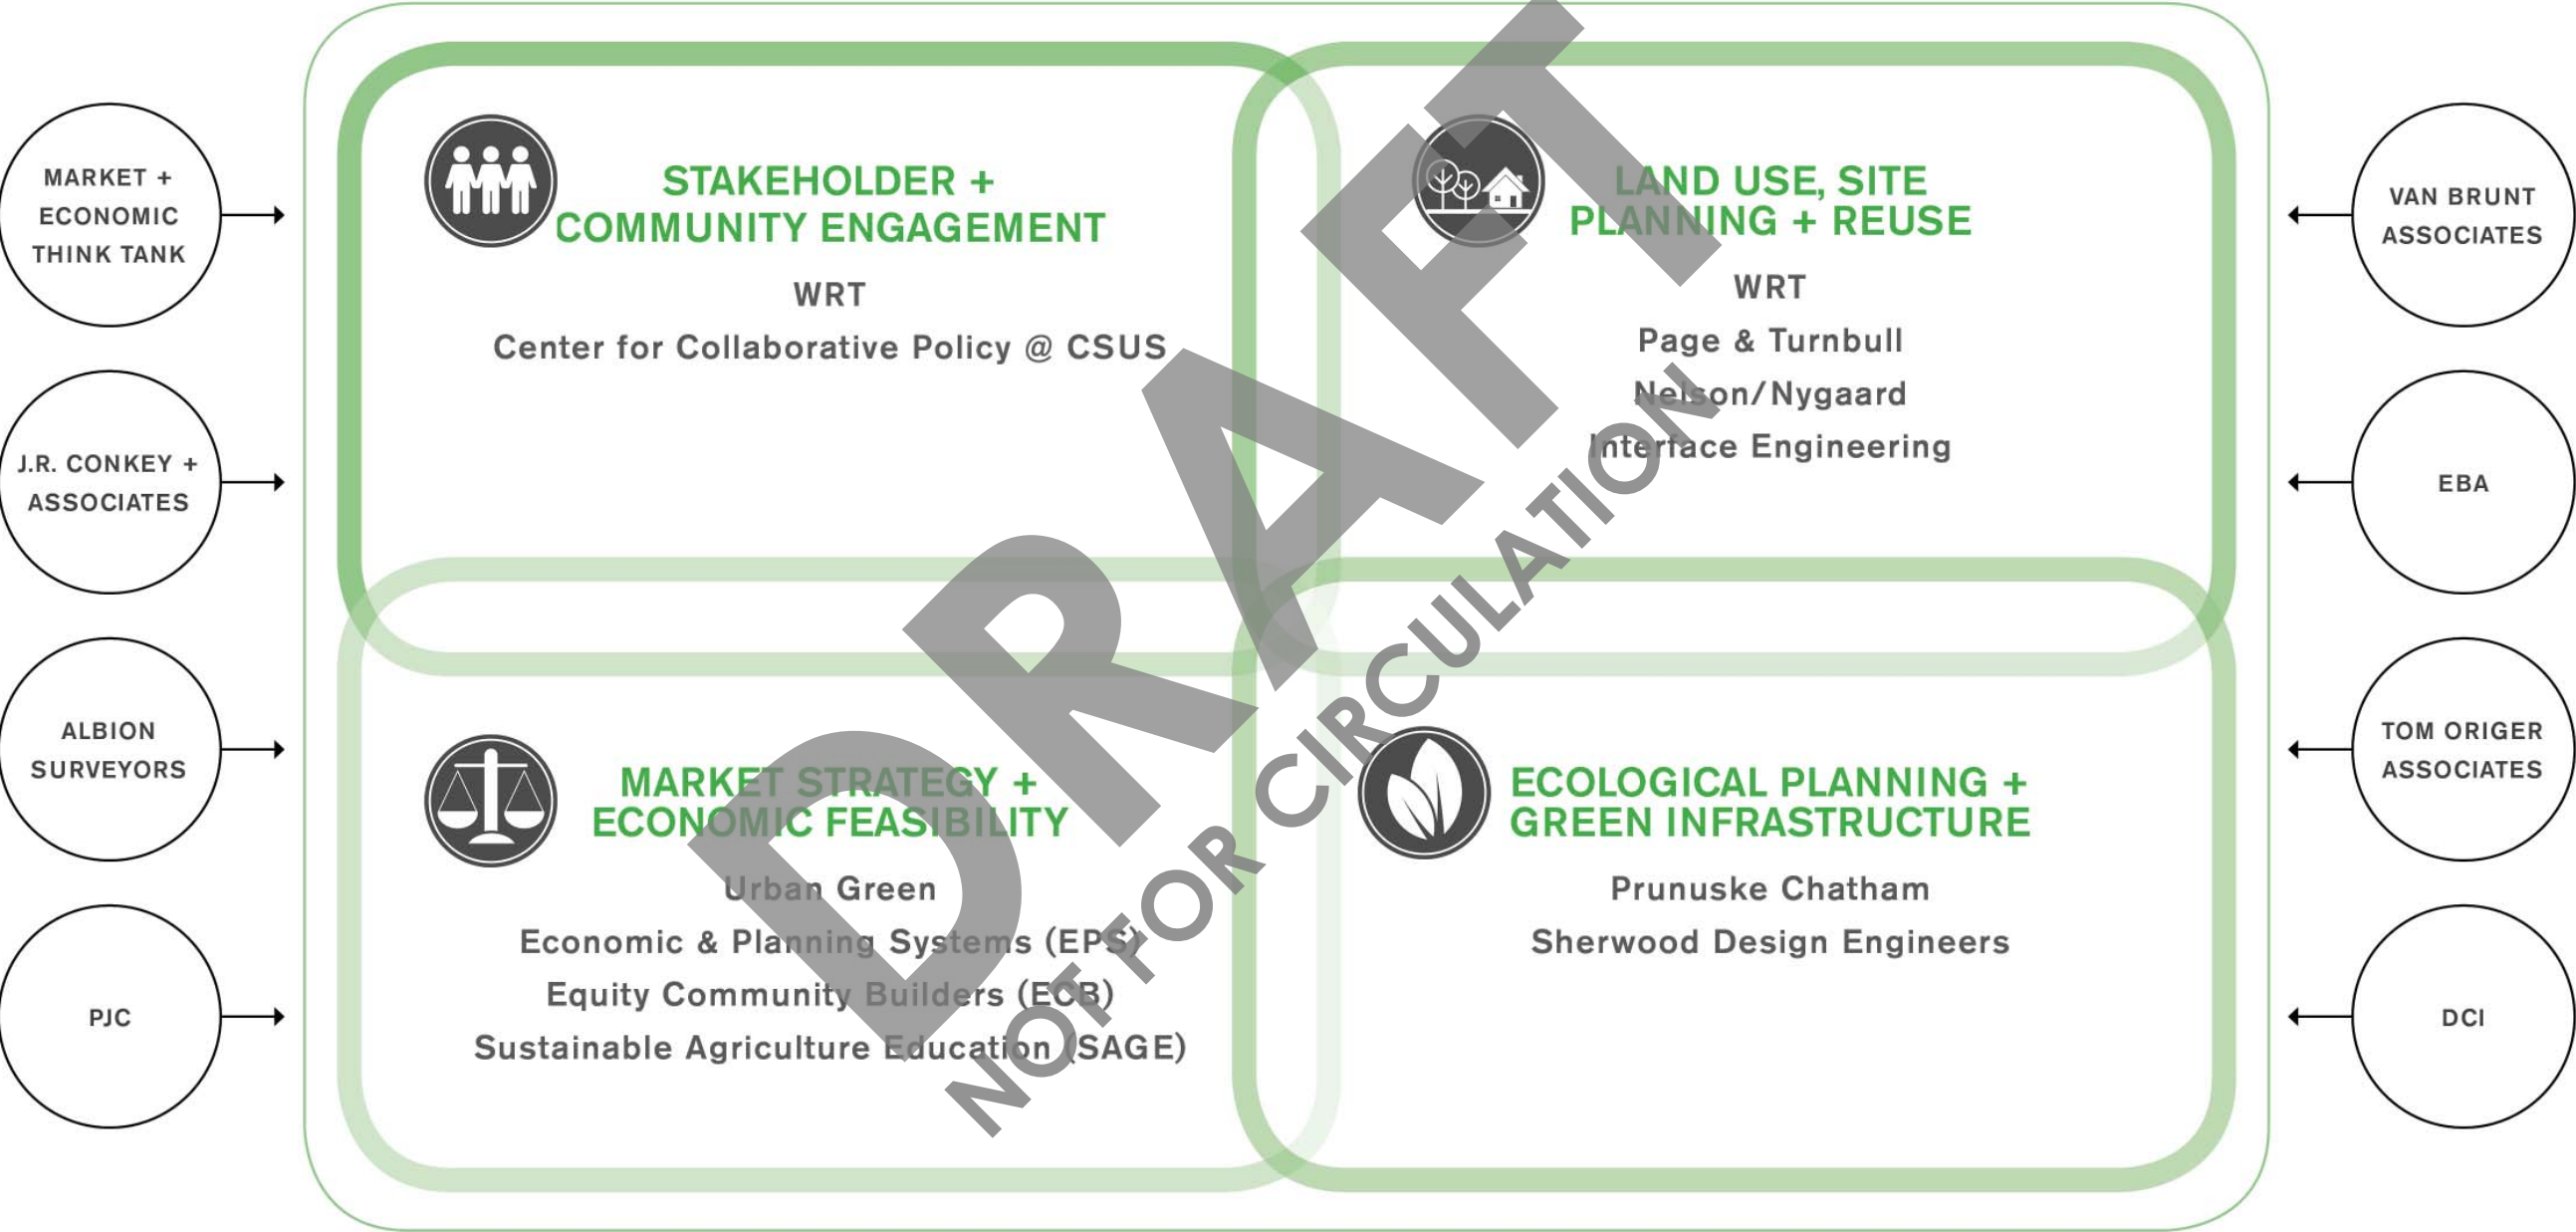 MARKET +
ECONOMIC
THINK TANK
J.R. CONKEY +
ASSOCIATES
ALBION
SURVEYORS
PJC
STAKEHOLDER +
COMMUNITY ENGAGEMENT
WRT
Center for Collaborative Policy @ CSUS
LAND USE, SITE
PLANNING + REUSE
WRT
Page & Turnbull
Nelson/Nygaard
Interface Engineering
MARKET STRATEGY +
ECONOMIC FEASIBILITY
Urban Green
Economic & Planning Systems (EPS)
Equity Community Builders (ECB)
Sustainable Agriculture Education (SAGE)
ECOLOGICAL PLANNING +
GREEN INFRASTRUCTURE
Prunuske Chatham
Sherwood Design Engineers
VAN BRUNT
ASSOCIATES
EBA
TOM ORIGER
ASSOCIATES
DCI
DRAFT
NOT FOR CIRCULATION